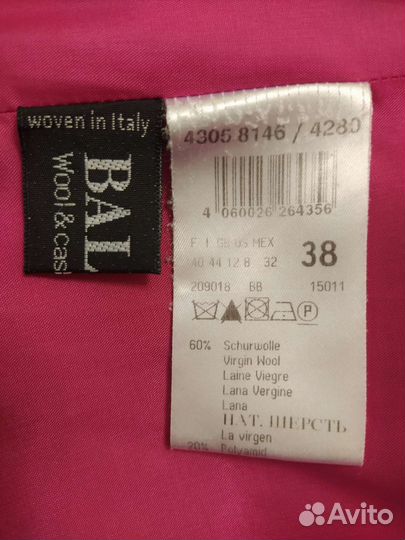 woven in Italy
BAL
Wool & cas
4305 8146 / 4280
4 060026 264356
F I GB US MEX
40 44 12 8 32
38
209018 BB 15011
P
60% Schurwolle
Virgin Wool
Laine Viegre
Lana Vergine
Lana
НАТ. ШЕРСТЬ
La virgen
20% Polyamid
Avito